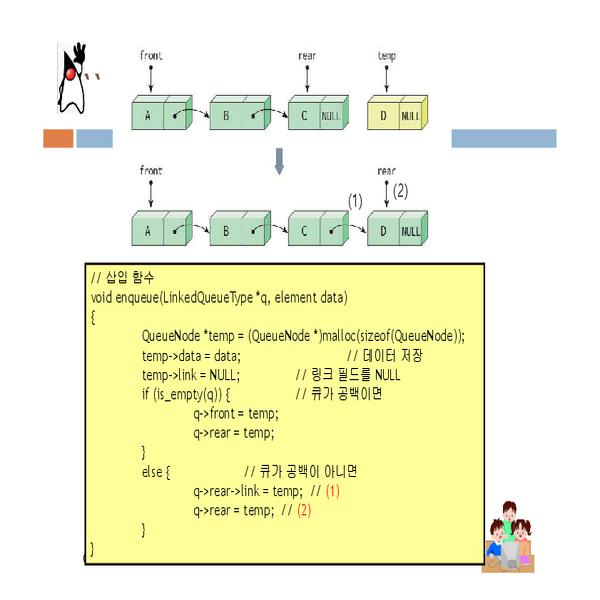 front rear temp
A B C NULL D NULL
front rear
(1) (2)
A B C D NULL
// 삽입 함수
void enqueue(LinkedQueueType *q, element data)
{
QueueNode *temp = (QueueNode *)malloc(sizeof(QueueNode));
temp->data = data; // 데이터 저장
temp->link = NULL; // 링크 필드를 NULL
if (is_empty(q)) { // 큐가 공백이면
q->front = temp;
q->rear = temp;
}
else { // 큐가 공백이 아니면
q->rear->link = temp; // (1)
q->rear = temp; // (2)
}
}